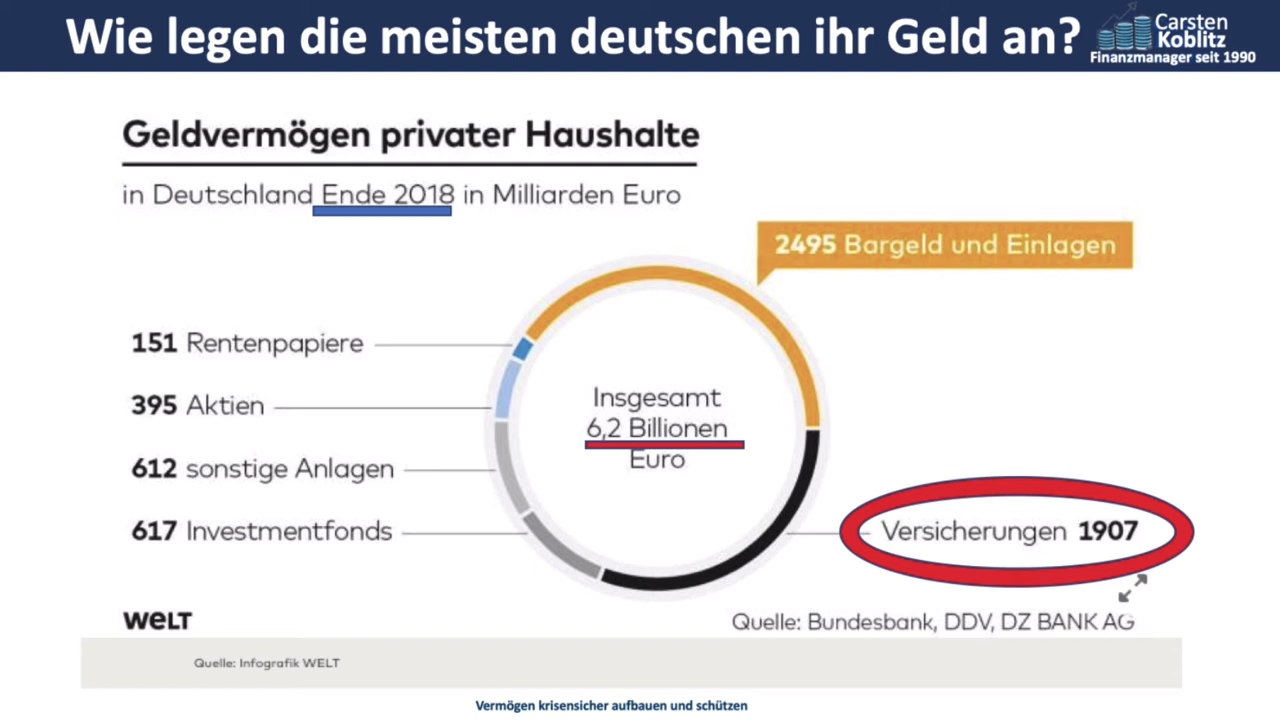 Wie legen die meisten deutschen ihr Geld an?
Carsten
Koblitz
Finanzmanager seit 1990
Geldvermögen privater Haushalte
in Deutschland Ende 2018 in Milliarden Euro
2495 Bargeld und Einlagen
151 Rentenpapiere
395 Aktien
612 sonstige Anlagen
617 Investmentfonds
Insgesamt
6,2 Billionen
Euro
Versicherungen 1907
WELT
Quelle: Bundesbank, DDV, DZ BANK AG
Quelle: Infografik WELT
Vermögen krisensicher aufbauen und schützen